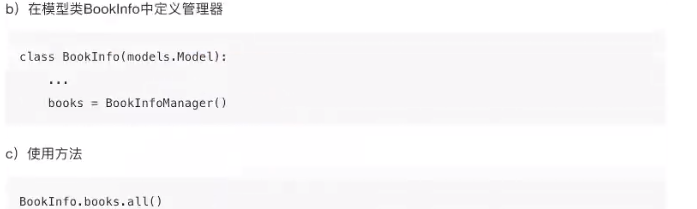 b）在模型类BookInfo中定义管理器
class BookInfo(models.Model):
    ...
    books = BookInfoManager()
c）使用方法
BookInfo.books.all()